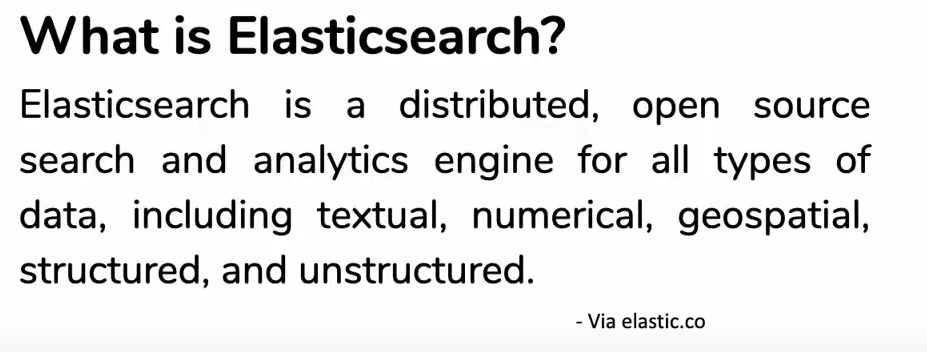 What is Elasticsearch?
Elasticsearch is a distributed, open source
search and analytics engine for all types of
data, including textual, numerical, geospatial,
structured, and unstructured.
- Via elastic.co